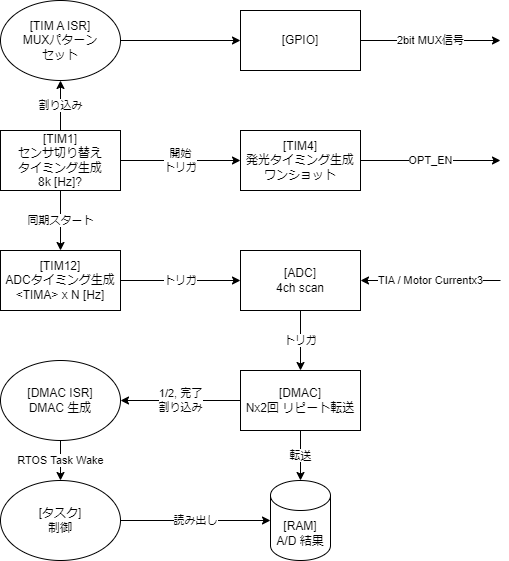 [TIM A ISR]
MUXパターン
セット
[GPIO]
2bit MUX信号
割り込み
[TIM1]
センサ切り替え
タイミング生成
8k [Hz]?
開始
トリガ
[TIM4]
発光タイミング生成
ワンショット
OPT_EN
同期スタート
[TIM12]
ADCタイミング生成
<TIMA> x N [Hz]
トリガ
[ADC]
4ch scan
TIA / Motor Currentx3
トリガ
[DMAC ISR]
DMAC 生成
1/2, 完了
割り込み
[DMAC]
Nx2回 リピート転送
RTOS Task Wake
転送
[タスク]
制御
読み出し
[RAM]
A/D 結果